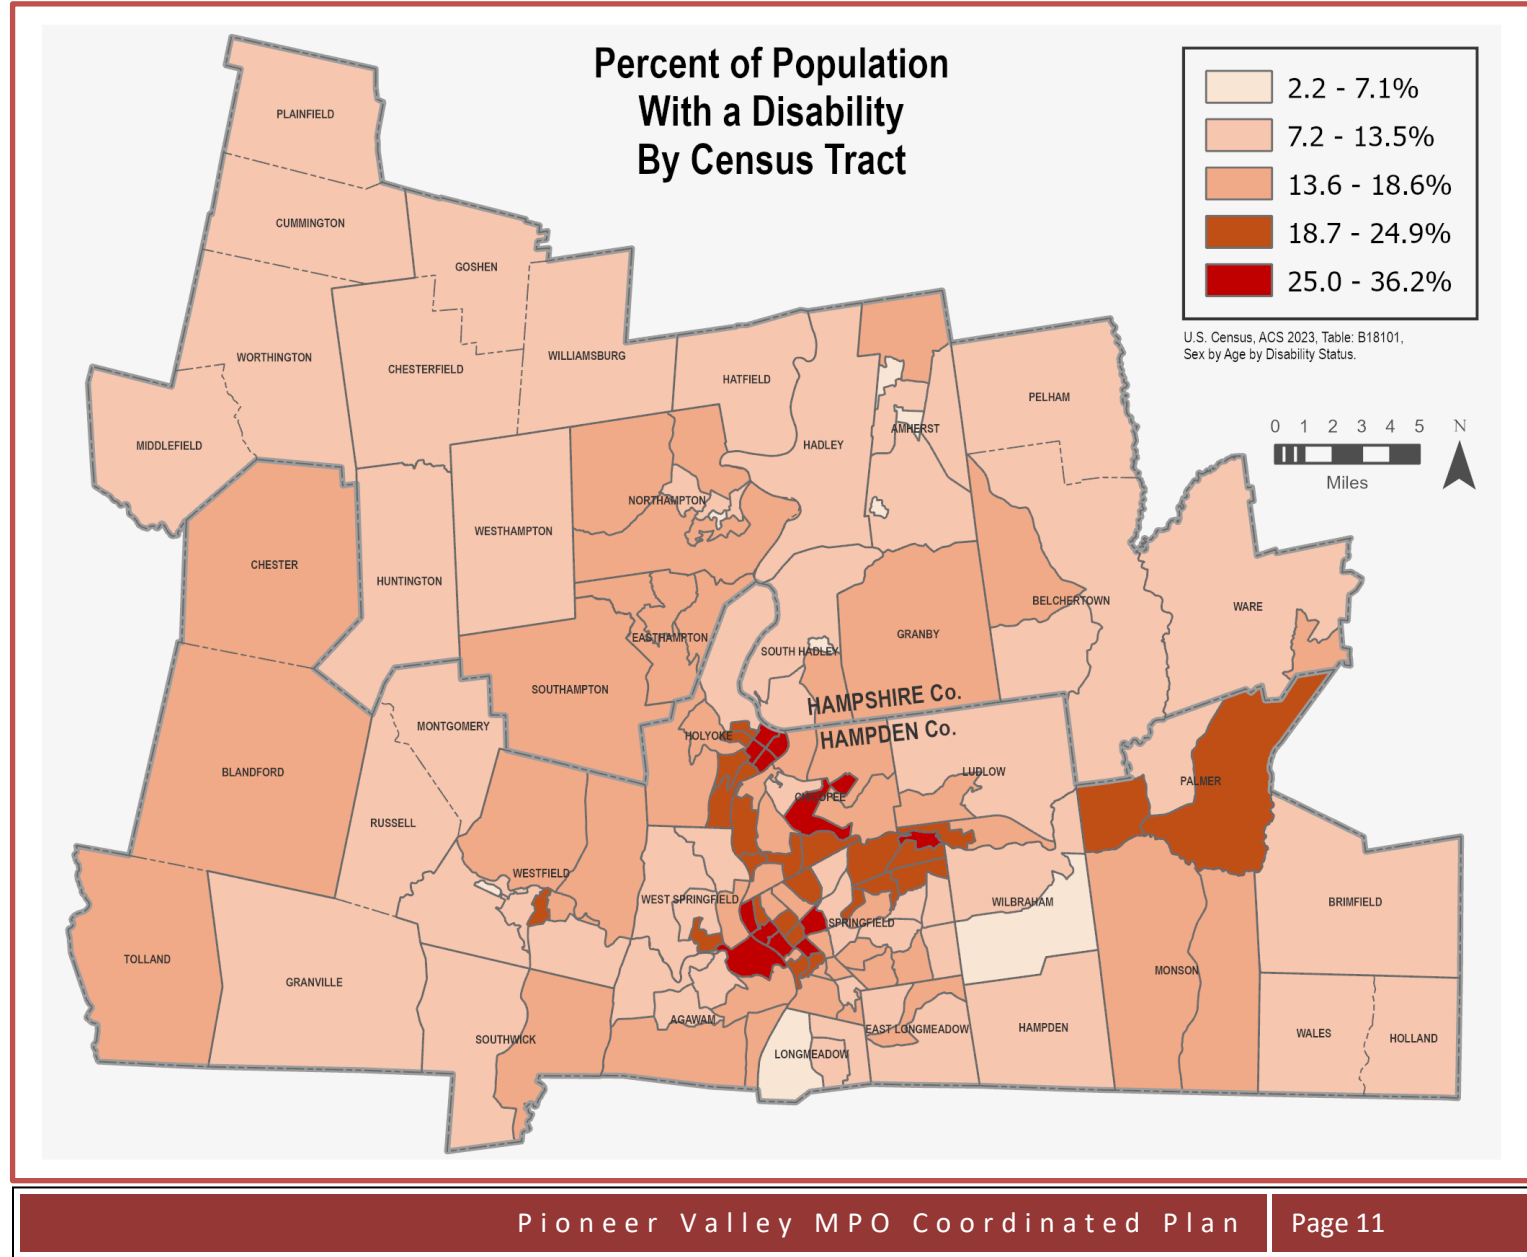 Percent of Population
With a Disability
By Census Tract
2.2 - 7.1%
7.2 - 13.5%
13.6 - 18.6%
18.7 - 24.9%
25.0 - 36.2%
U.S. Census, ACS 2023, Table: B18101,
Sex by Age by Disability Status.
0 1 2 3 4 5 N
Miles
PLAINFIELD
CUMMINGTON
GOSHEN
WORTHINGTON
CHESTERFIELD
WILLIAMSBURG
HATFIELD
PELHAM
MIDDLEFIELD
HADLEY
AMHERST
NORTHAMPTON
WESTHAMPTON
CHESTER
HUNTINGTON
BELCHERTOWN
WARE
EASTHAMPTON
SOUTH HADLEY
GRANBY
SOUTHAMPTON
HAMPSHIRE Co.
HAMPDEN Co.
MONTGOMERY
HOLYOKE
BLANDFORD
LUDLOW
PALMER
CHICOPEE
RUSSELL
WESTFIELD
WEST SPRINGFIELD
WILBRAHAM
BRIMFIELD
SPRINGFIELD
TOLLAND
GRANVILLE
MONSON
AGAWAM
EAST LONGMEADOW
HAMPDEN
SOUTHWICK
LONGMEADOW
WALES
HOLLAND
Pioneer Valley MPO Coordinated Plan
Page 11